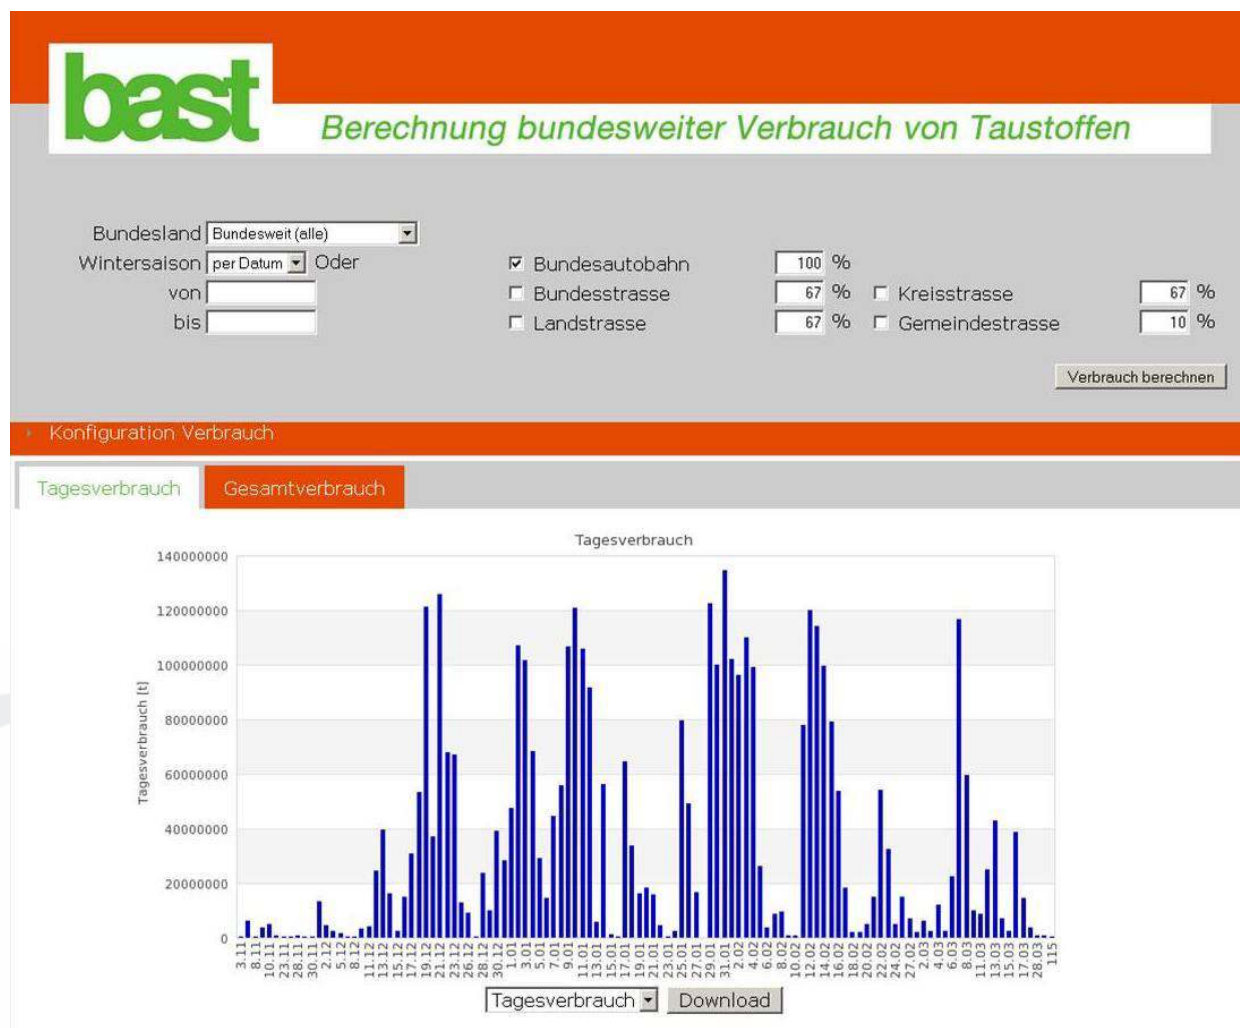 bast
Berechnung bundesweiter Verbrauch von Taustoffen
Bundesland Bundesweit (alle)
Wintersaison per Datum Oder
von
bis
Bundesautobahn 100 %
Bundesstrasse 67 % Kreisstrasse 67 %
Landstrasse 67 % Gemeindestrasse 10 %
Verbrauch berechnen
Konfiguration Verbrauch
Tagesverbrauch Gesamtverbrauch
Tagesverbrauch
140000000
120000000
100000000
80000000
60000000
40000000
20000000
0
Tagesverbrauch [t]
3.11 8.11 10.11 23.11 28.11 30.11 2.12 5.12 8.12 11.12 13.12 15.12 17.12 19.12 21.12 23.12 26.12 28.12 30.12 1.01 3.01 5.01 7.01 9.01 11.01 13.01 15.01 17.01 19.01 21.01 23.01 25.01 27.01 29.01 31.01 2.02 4.02 6.02 8.02 10.02 12.02 14.02 16.02 18.02 20.02 22.02 24.02 27.02 2.03 4.03 6.03 8.03 11.03 13.03 15.03 17.03 28.03 115
Tagesverbrauch Download